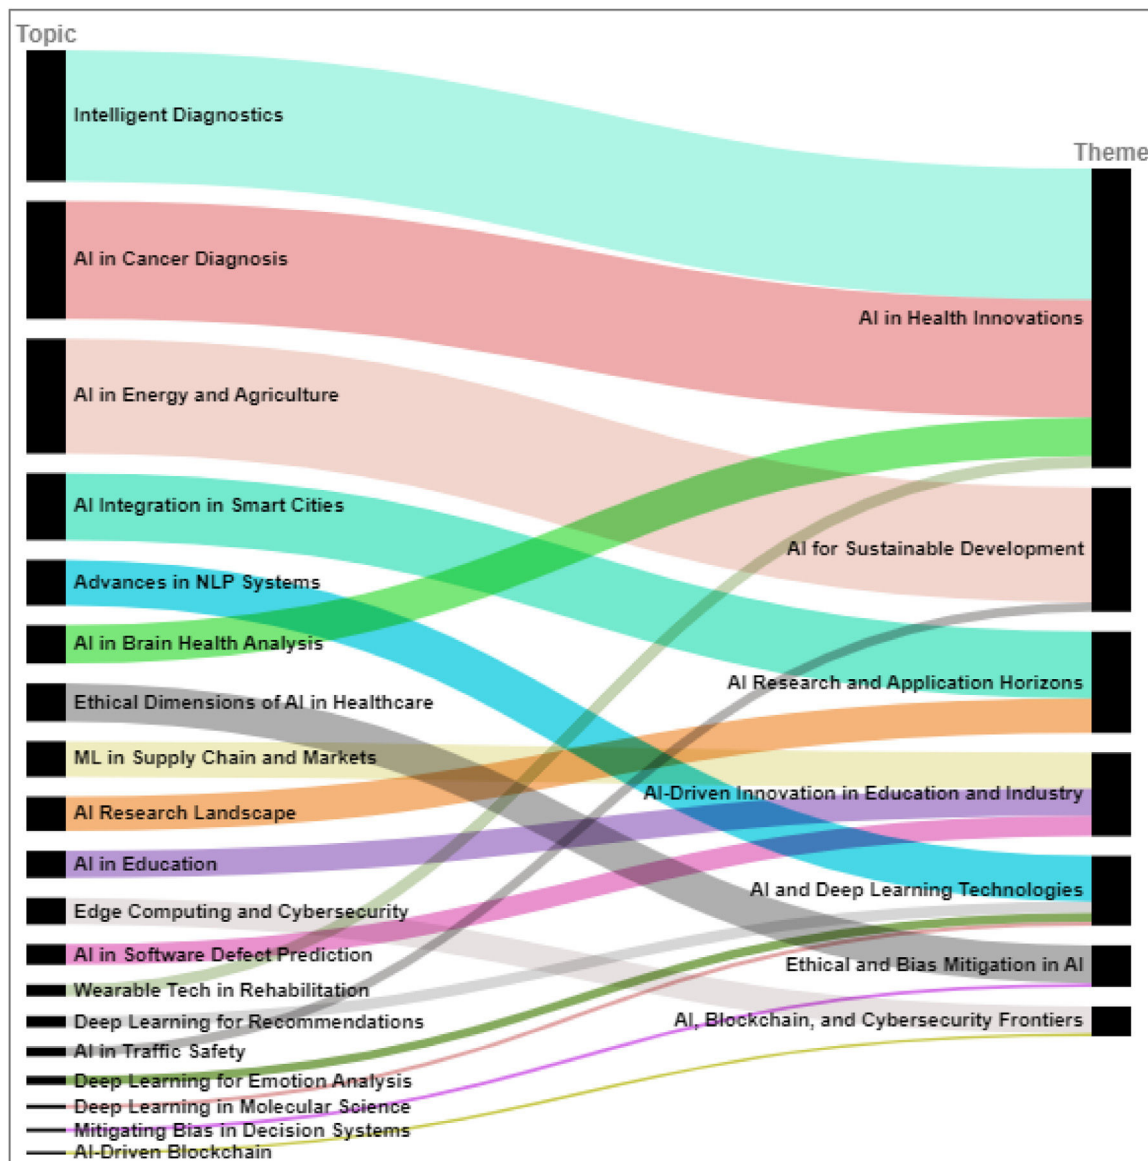 Topic
Intelligent Diagnostics
AI in Cancer Diagnosis
AI in Energy and Agriculture
AI Integration in Smart Cities
Advances in NLP Systems
AI in Brain Health Analysis
Ethical Dimensions of AI in Healthcare
ML in Supply Chain and Markets
AI Research Landscape
AI in Education
Edge Computing and Cybersecurity
AI in Software Defect Prediction
Wearable Tech in Rehabilitation
Deep Learning for Recommendations
AI in Traffic Safety
Deep Learning for Emotion Analysis
Deep Learning in Molecular Science
Mitigating Bias in Decision Systems
AI-Driven Blockchain
Theme
AI in Health Innovations
AI for Sustainable Development
AI Research and Application Horizons
AI-Driven Innovation in Education and Industry
AI and Deep Learning Technologies
Ethical and Bias Mitigation in AI
AI, Blockchain, and Cybersecurity Frontiers